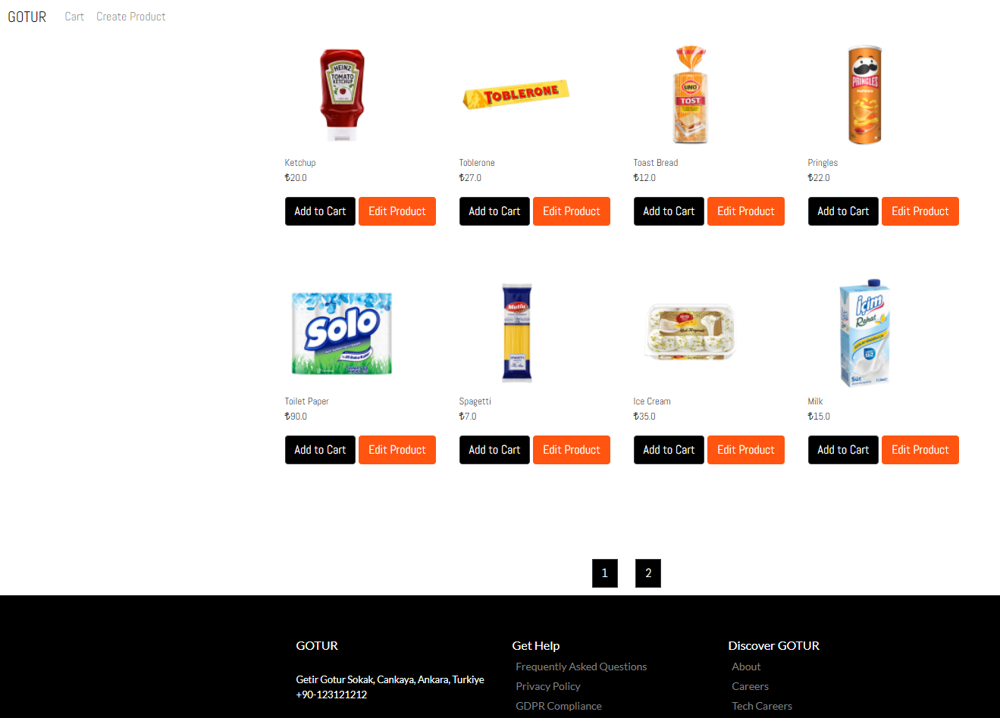 GOTUR Cart Create Product
HEINZ
TOMATO
KETCHUP
TOBLERONE
UNO
TOST
PRINGLES
PAPRIKA
Ketchup Toblerone Toast Bread Pringles
₺20.0 ₺27.0 ₺12.0 ₺22.0
Add to Cart Edit Product Add to Cart Edit Product Add to Cart Edit Product Add to Cart Edit Product
Solo
Mutlu
SPAGETTI
içim
Rahat
Süt
Toilet Paper Spagetti Ice Cream Milk
₺90.0 ₺7.0 ₺35.0 ₺15.0
Add to Cart Edit Product Add to Cart Edit Product Add to Cart Edit Product Add to Cart Edit Product
1 2
GOTUR Get Help Discover GOTUR
Frequently Asked Questions About
Getir Gotur Sokak, Cankaya, Ankara, Turkiye
Privacy Policy Careers
+90-123121212
GDPR Compliance Tech Careers